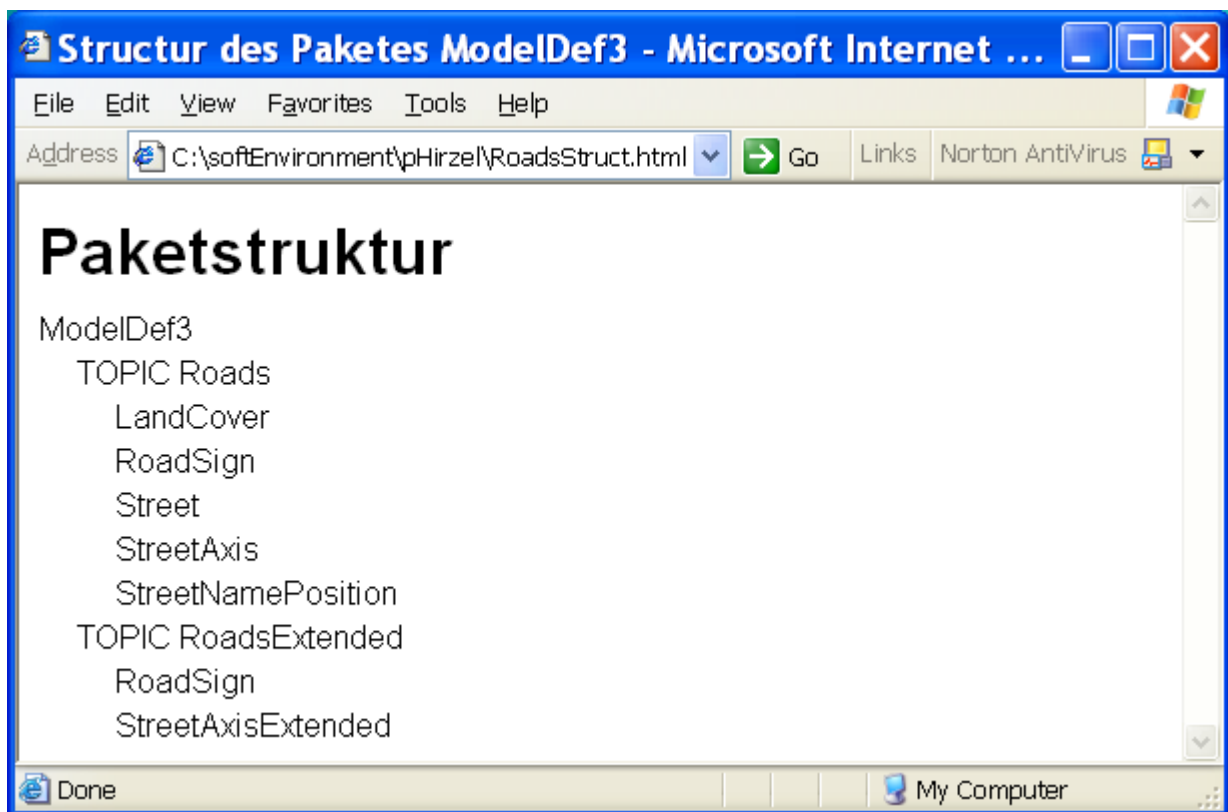 Structur des Paketes ModelDef3 - Microsoft Internet ...
File Edit View Favorites Tools Help
Address C:\softEnvironment\pHirzel\RoadsStruct.html Go Links Norton AntiVirus
Paketstruktur
ModelDef3
TOPIC Roads
LandCover
RoadSign
Street
StreetAxis
StreetNamePosition
TOPIC RoadsExtended
RoadSign
StreetAxisExtended
Done My Computer